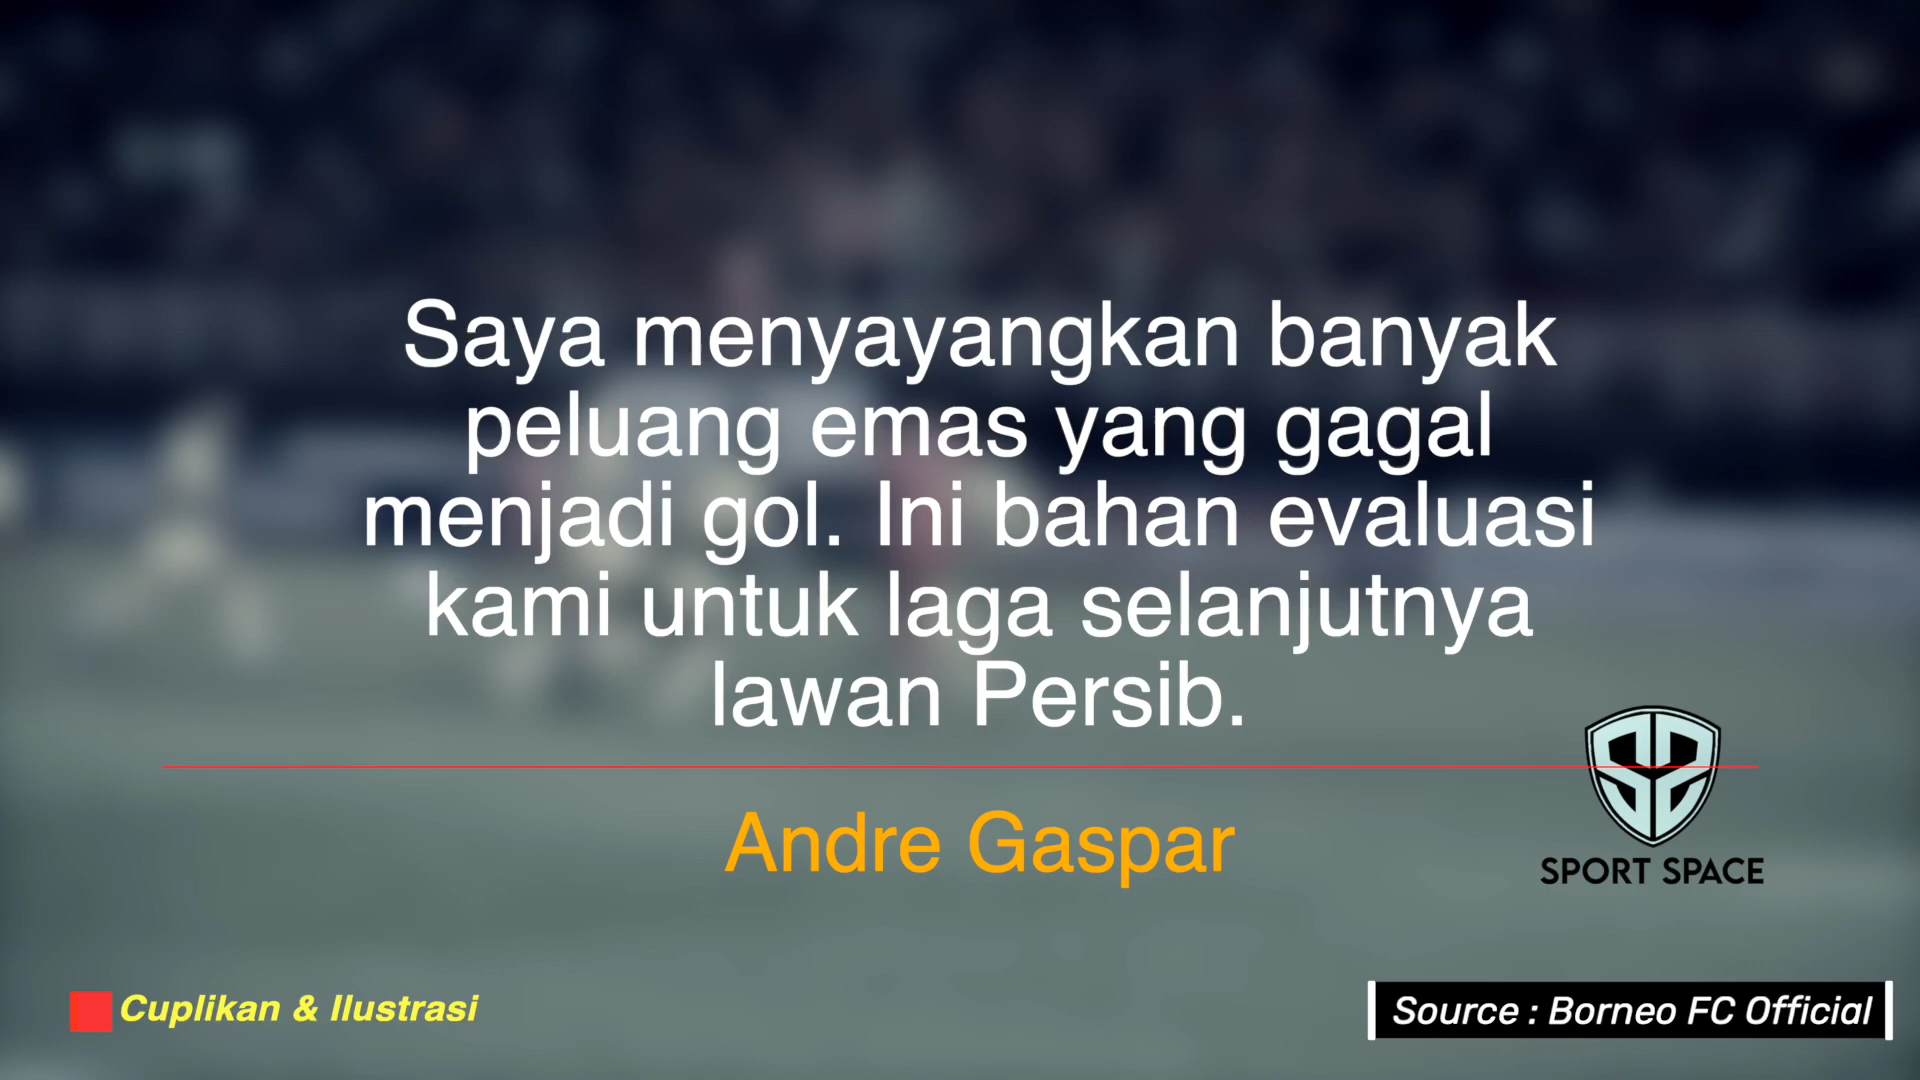 Saya menyayangkan banyak
peluang emas yang gagal
menjadi gol. Ini bahan evaluasi
kami untuk laga selanjutnya
lawan Persib.
Andre Gaspar
SPORT SPACE
Cuplikan & Ilustrasi
Source : Borneo FC Official